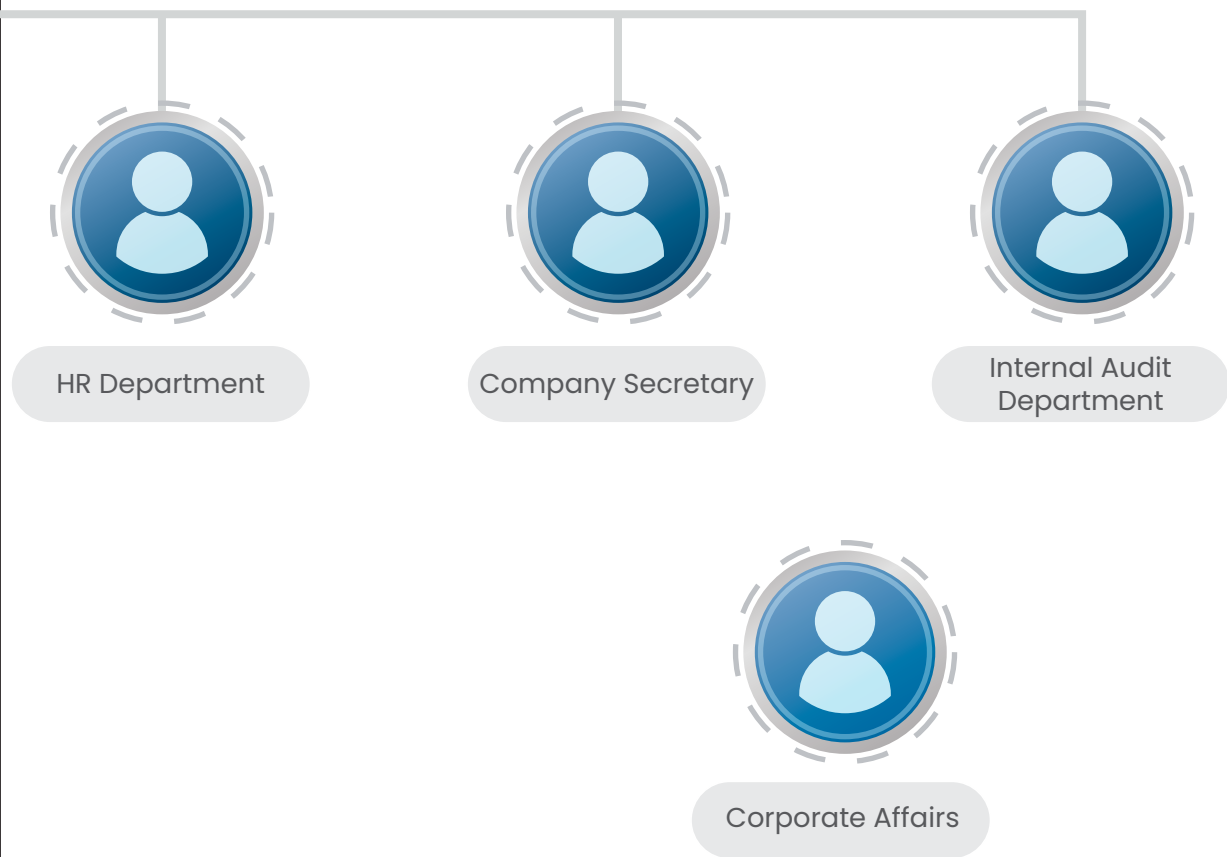 HR Department
Company Secretary
Internal Audit
Department
Corporate Affairs